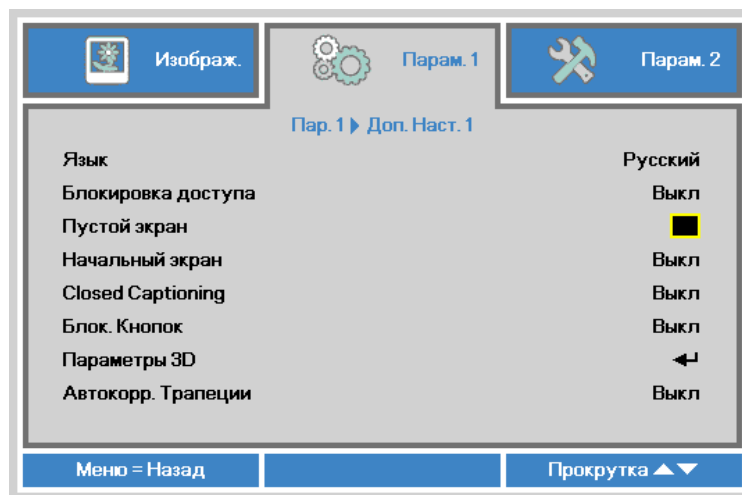 Изображ.
Парам. 1
Парам. 2
Пар. 1 Доп. Наст. 1
Язык Русский
Блокировка доступа Выкл
Пустой экран
Начальный экран Выкл
Closed Captioning Выкл
Блок. Кнопок Выкл
Параметры 3D
Автокорр. Трапеции Выкл
Меню = Назад
Прокрутка